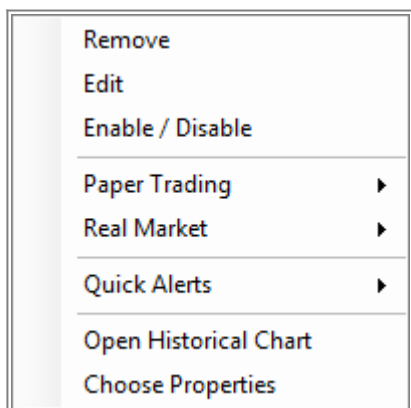 Remove
Edit
Enable / Disable
Paper Trading
Real Market
Quick Alerts
Open Historical Chart
Choose Properties